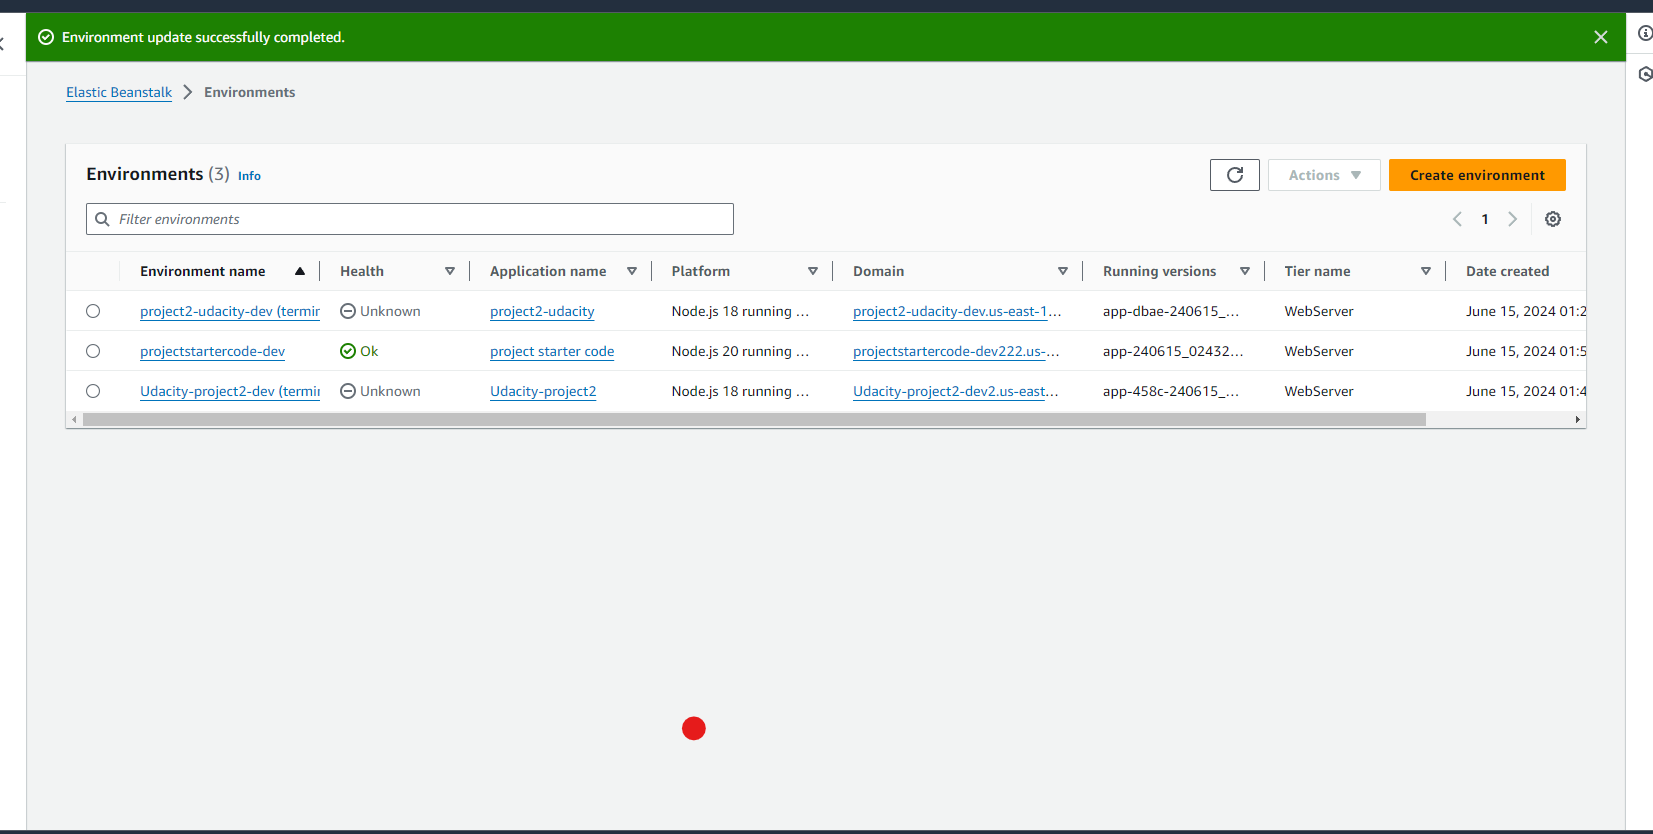 Environment update successfully completed.
Elastic Beanstalk Environments
Environments (3) Info
Actions
Create environment
Filter environments
1
Environment name Health Application name Platform Domain Running versions Tier name Date created
project2-udacity-dev (termin Unknown project2-udacity Node.js 18 running ... project2-udacity-dev.us-east-1... app-dbae-240615_... WebServer June 15, 2024 01:2
projectstartercode-dev Ok project starter code Node.js 20 running ... projectstartercode-dev222.us-... app-240615_02432... WebServer June 15, 2024 01:5
Udacity-project2-dev (termin Unknown Udacity-project2 Node.js 18 running ... Udacity-project2-dev2.us-east... app-458c-240615_... WebServer June 15, 2024 01:4